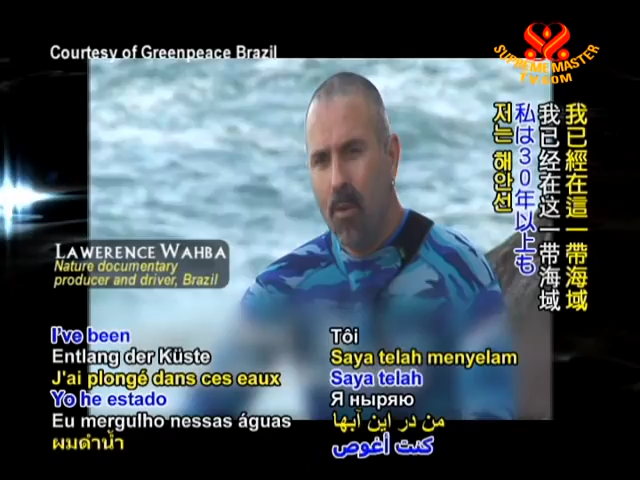 Courtesy of Greenpeace Brazil
SUPREME MASTER
TV.COM
我已經在這一帶海域
我已经在这一带海域
私は30年以上も
저는 해안선
LAWERENCE WAHBA
Nature documentary
producer and driver, Brazil
I've been
Entlang der Küste
J'ai plongé dans ces eaux
Yo he estado
Eu mergulho nessas águas
ผมดำน้ำ
Tôi
Saya telah menyelam
Saya telah
Я ныряю
من در این آبها
كنت أغوص